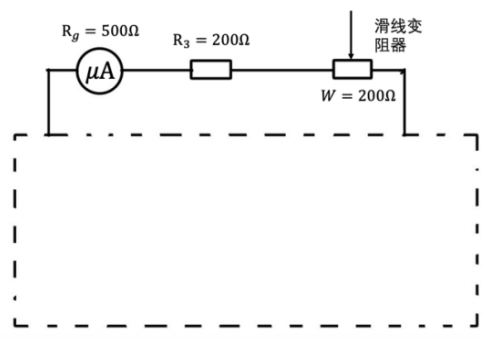 R_g = 500Ω
R_3 = 200Ω
滑线变
阻器
μA
W = 200Ω